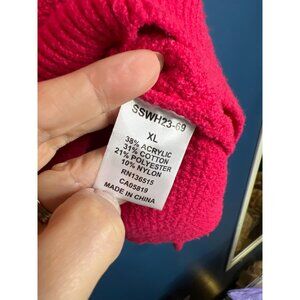 SSWH23-69
XL
38% ACRYLIC
31% COTTON
21% POLYESTER
10% NYLON
RN136515
CA05819
MADE IN CHINA